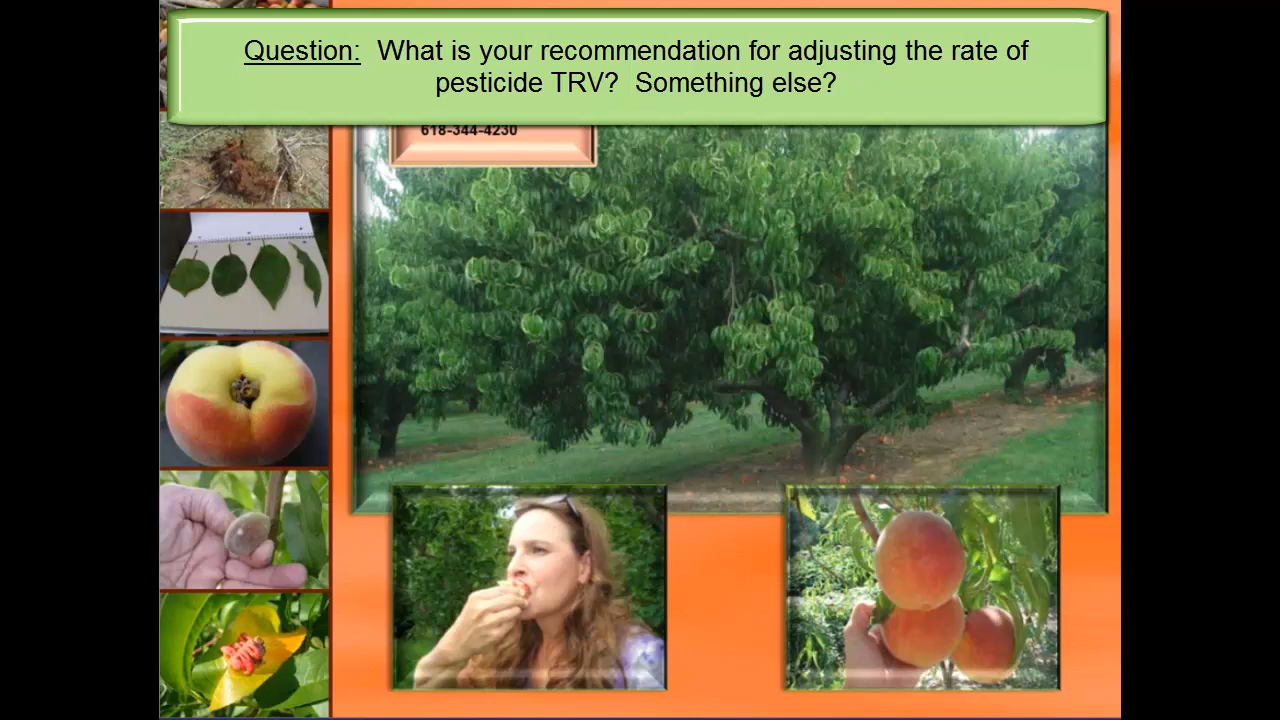 Question: What is your recommendation for adjusting the rate of
pesticide TRV? Something else?
618-344-4230